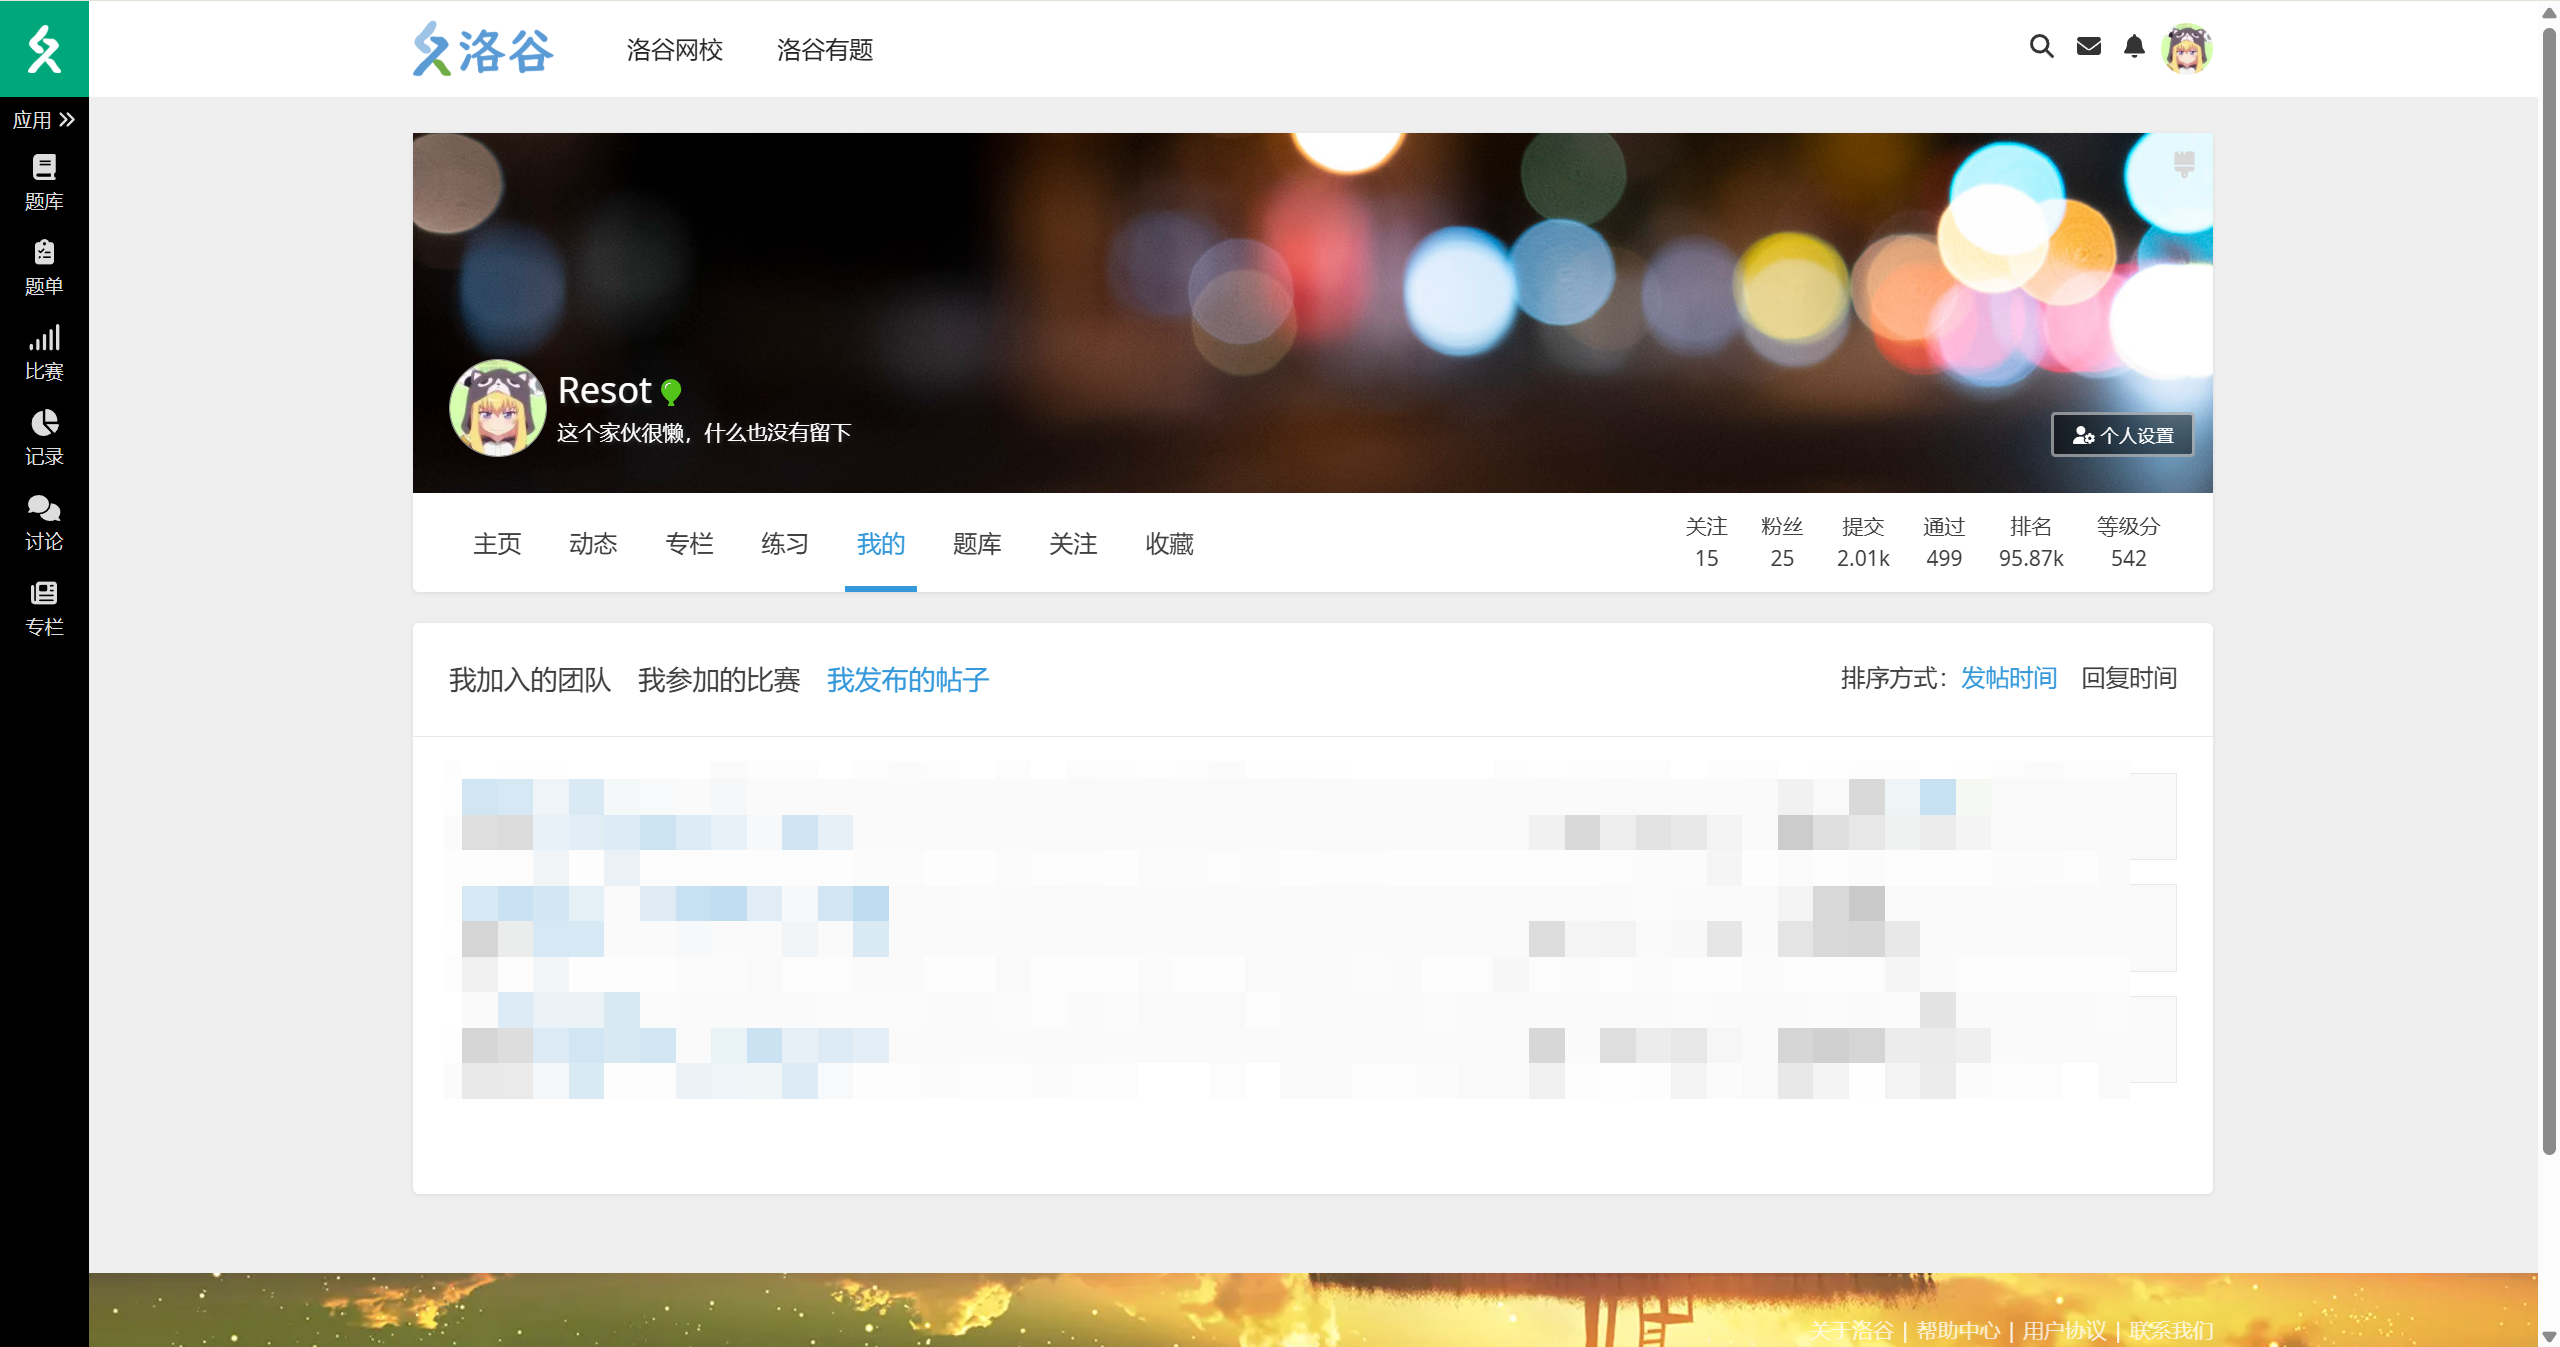 洛谷 洛谷网校 洛谷有题
应用
题库
题单
比赛
记录
讨论
专栏
Resot
这个家伙很懒，什么也没有留下
个人设置
主页 动态 专栏 练习 我的 题库 关注 收藏
关注 粉丝 提交 通过 排名 等级分
15 25 2.01k 499 95.87k 542
我加入的团队 我参加的比赛 我发布的帖子 排序方式：发帖时间 回复时间
关于洛谷 | 帮助中心 | 用户协议 | 联系我们